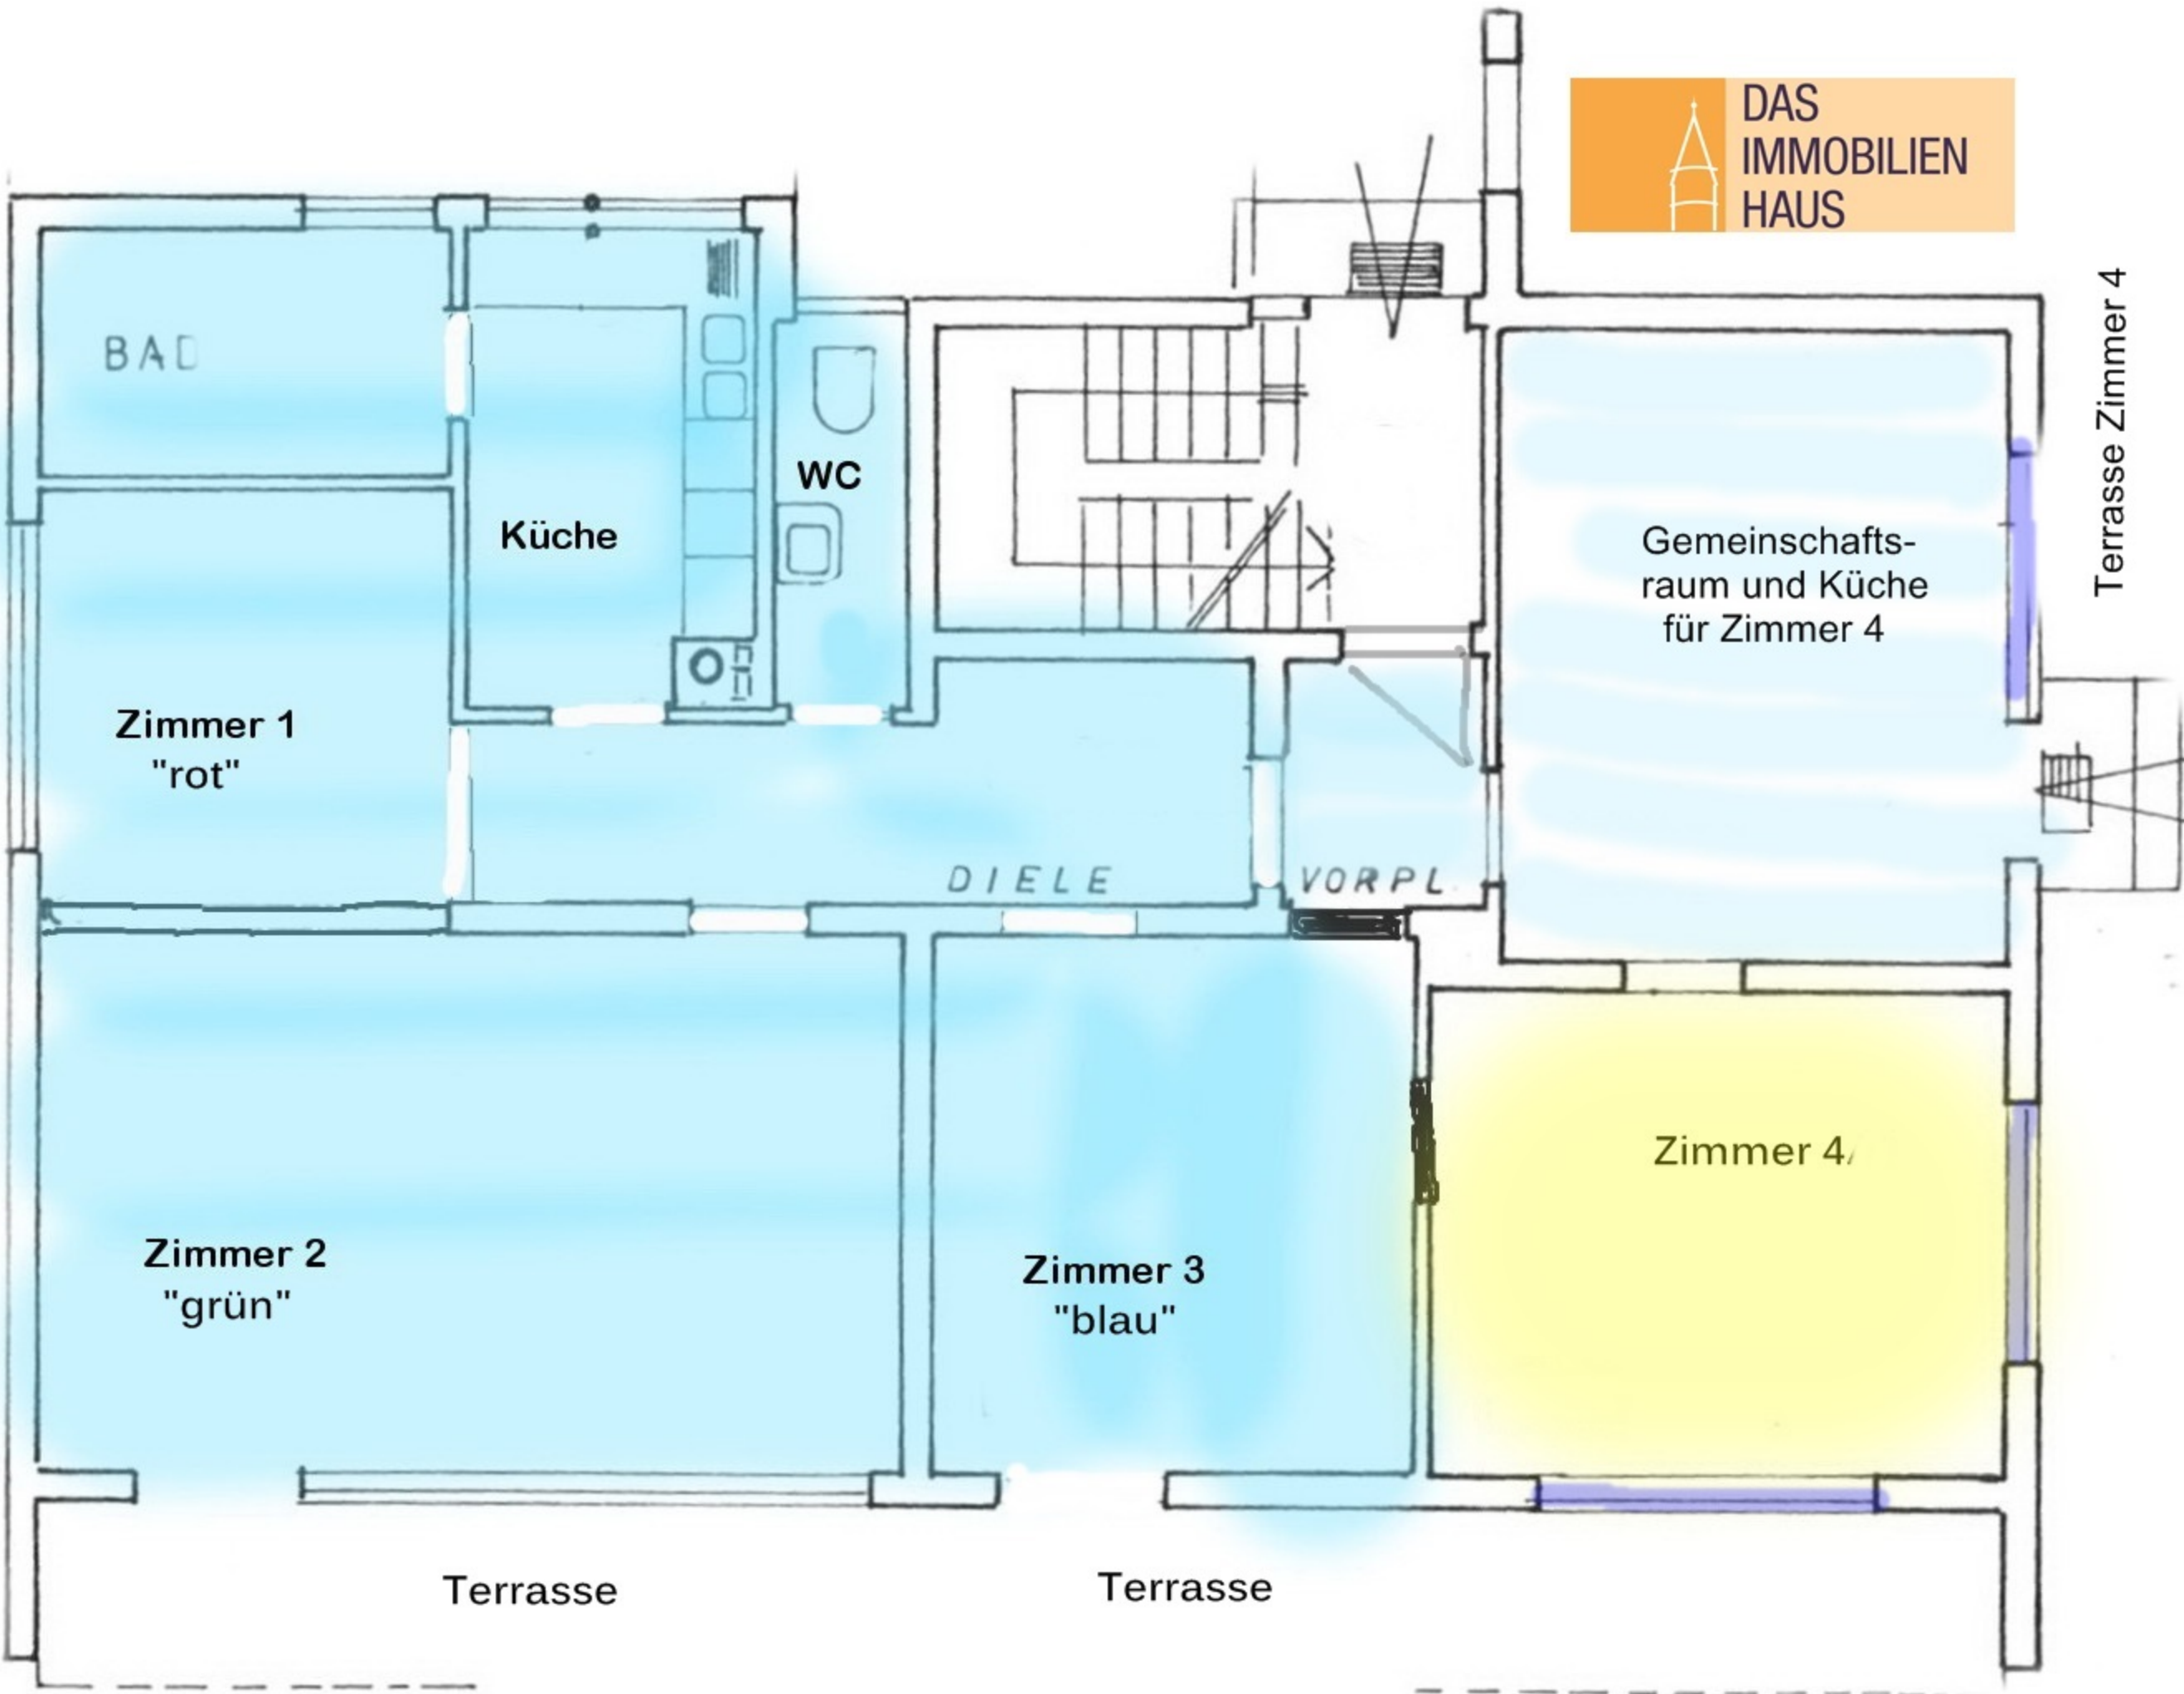 DAS
IMMOBILIEN
HAUS
Terrasse Zimmer 4
BAD
WC
Küche
Gemeinschafts-
raum und Küche
für Zimmer 4
Zimmer 1
"rot"
DIELE
VORPL.
Zimmer 4
Zimmer 2
"grün"
Zimmer 3
"blau"
Terrasse
Terrasse